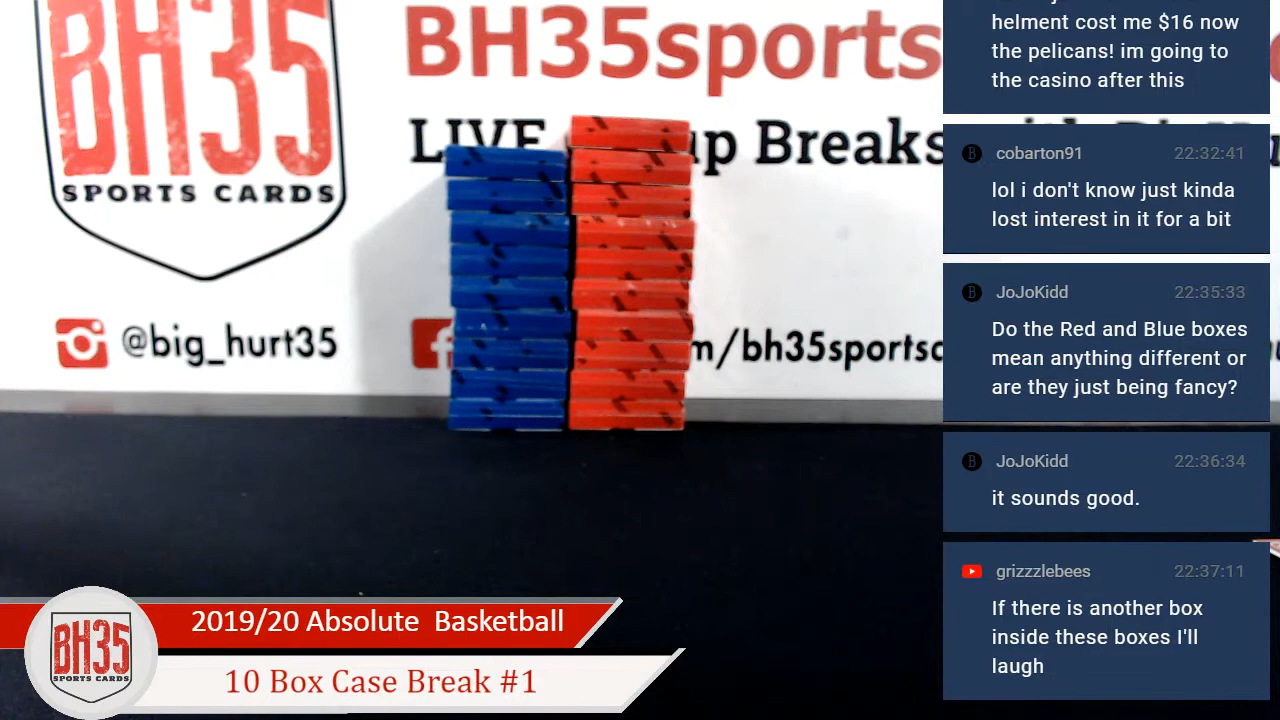 BH35
SPORTS CARDS
BH35sports
LIVE up Breaks
@big_hurt35
m/bh35sportsc
helment cost me $16 now
the pelicans! im going to
the casino after this
cobarton91 22:32:41
lol i don't know just kinda
lost interest in it for a bit
JoJoKidd 22:35:33
Do the Red and Blue boxes
mean anything different or
are they just being fancy?
JoJoKidd 22:36:34
it sounds good.
grizzzlebees 22:37:11
If there is another box
inside these boxes I'll
laugh
2019/20 Absolute Basketball
10 Box Case Break #1
BH35
SPORTS CARDS